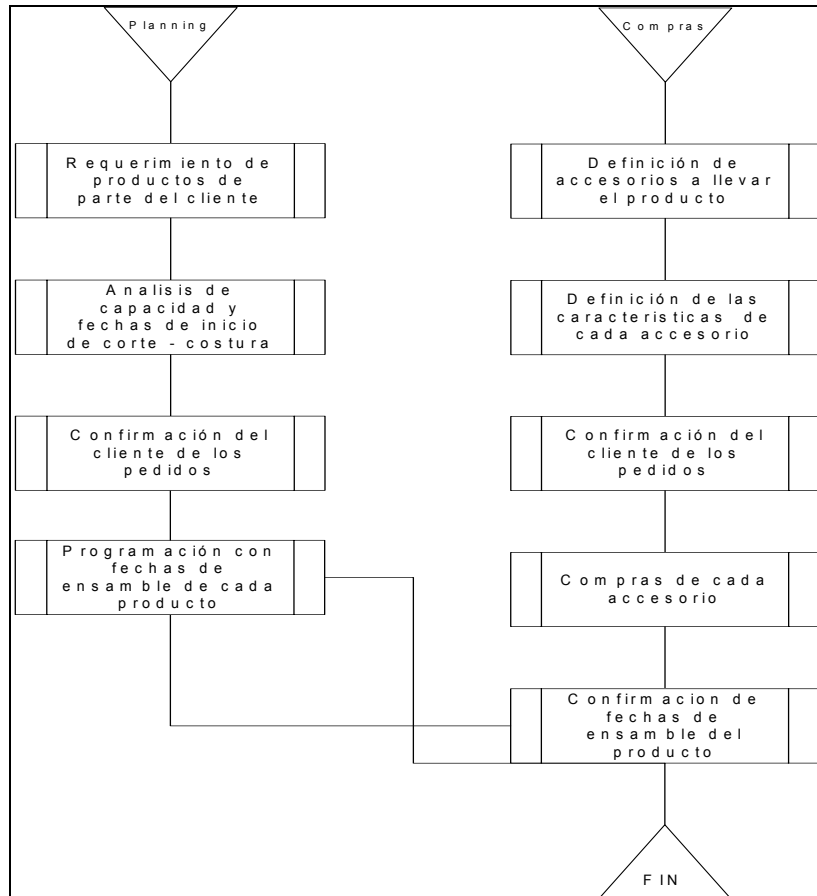 Planning
Requerimiento de
productos de
parte del cliente
Analisis de
capacidad y
fechas de inicio
de corte - costura
Confirmación del
cliente de los
pedidos
Programación con
fechas de
ensamble de cada
producto
Compras
Definición de
accesorios a llevar
el producto
Definición de las
caracteristicas de
cada accesorio
Confirmación del
cliente de los
pedidos
Compras de cada
accesorio
Confirmacion de
fechas de
ensamble del
producto
FIN